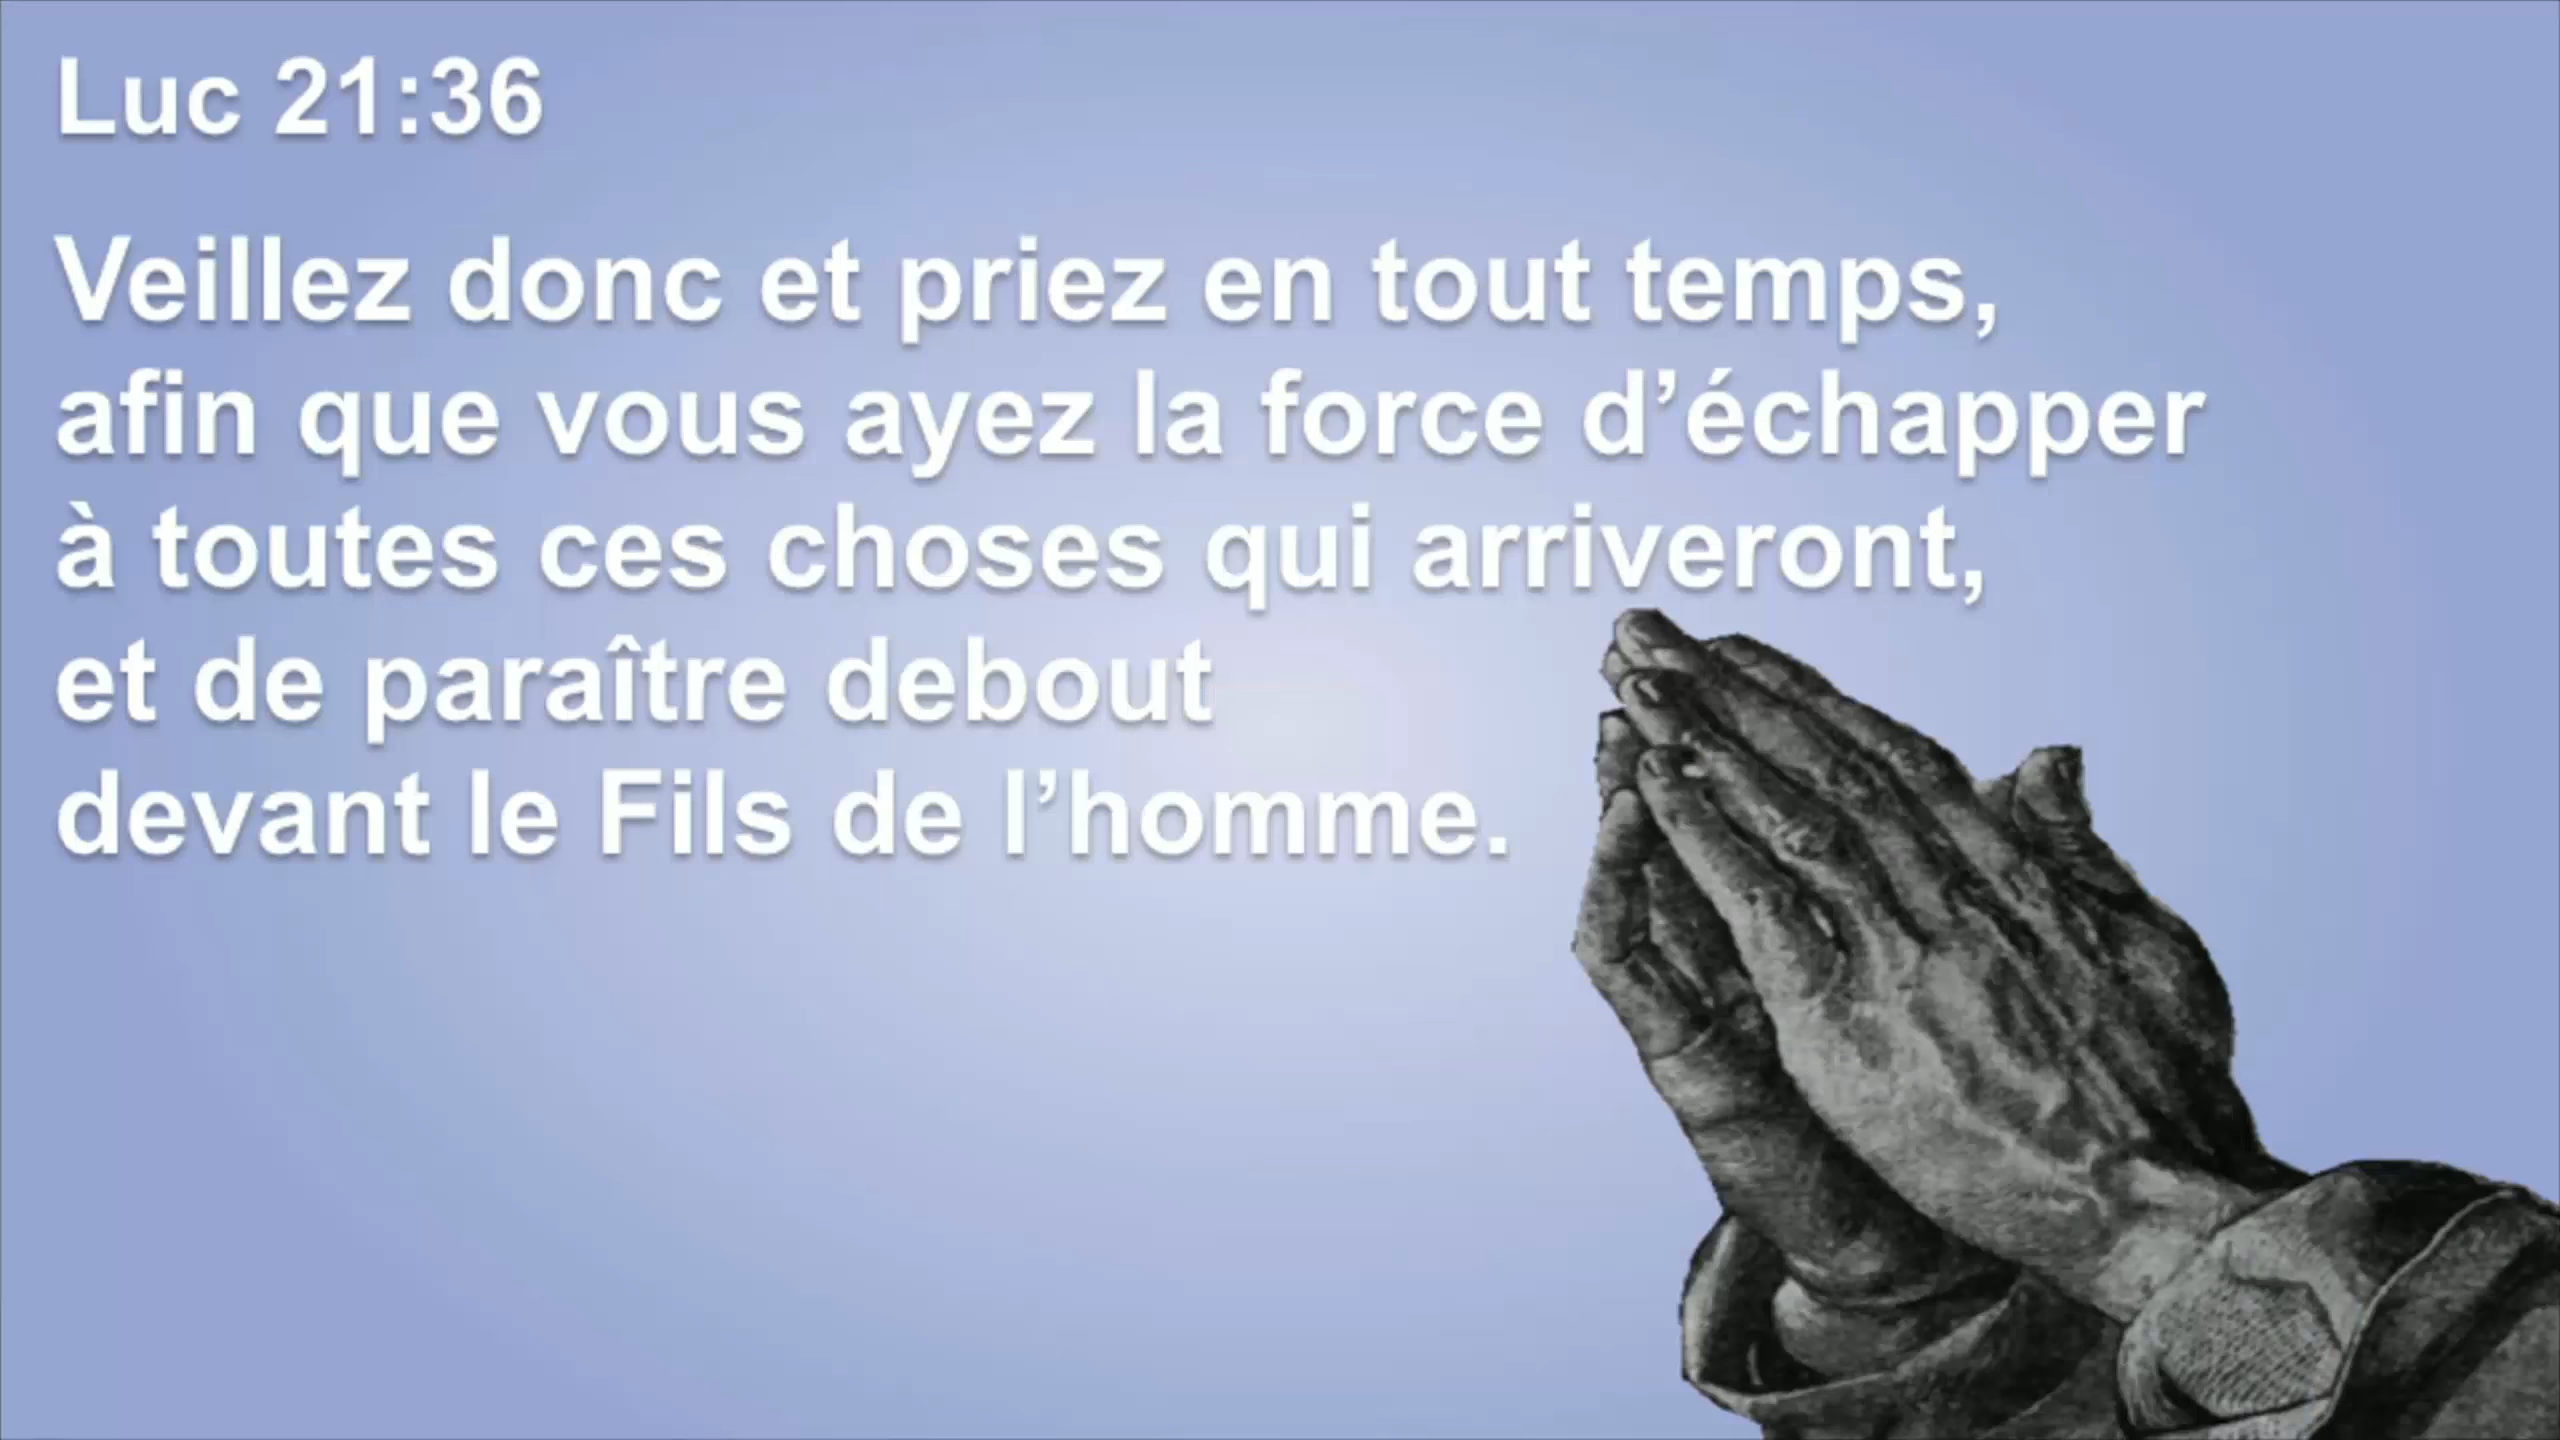 Luc 21:36
Veillez donc et priez en tout temps,
afin que vous ayez la force d’échapper
à toutes ces choses qui arriveront,
et de paraître debout
devant le Fils de l’homme.